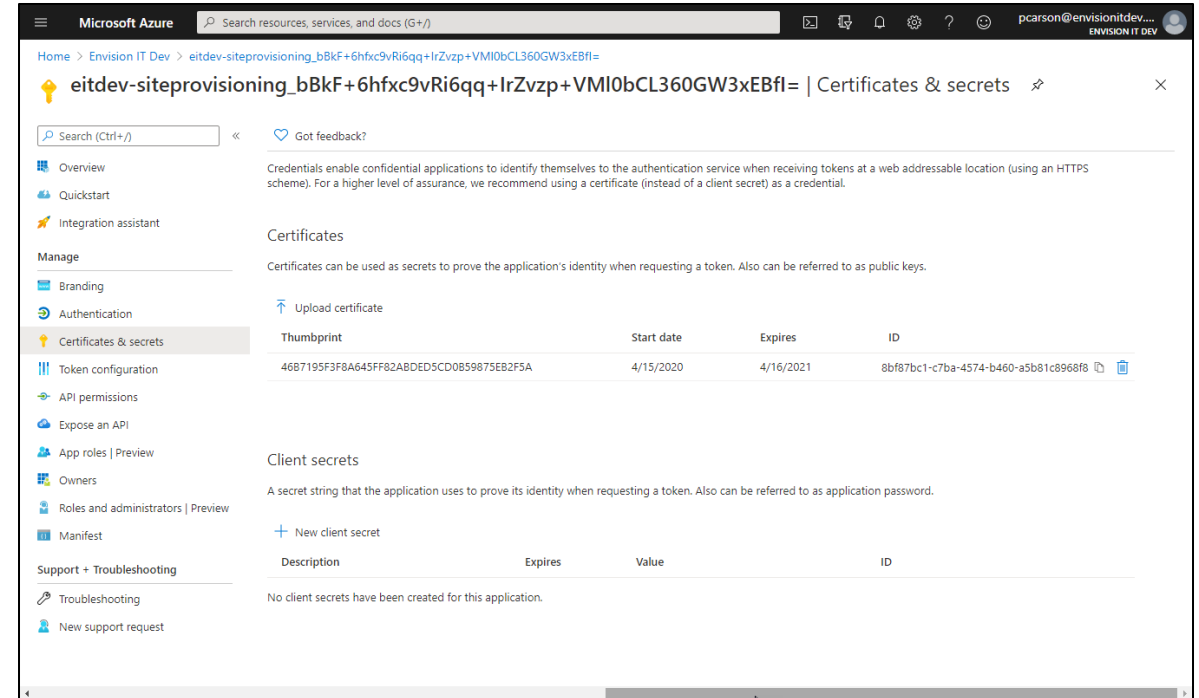 Microsoft Azure
Search resources, services, and docs (G+/)
pcarson@envisionitdev....
ENVISION IT DEV
Home > Envision IT Dev > eitdev-siteprovisioning_bBkF+6hfxc9vRi6qq+IrZvzp+VMl0bCL360GW3xEBfI=
eitdev-siteprovisioning_bBkF+6hfxc9vRi6qq+IrZvzp+VMl0bCL360GW3xEBfI= | Certificates & secrets
Search (Ctrl+/)
Overview
Quickstart
Integration assistant
Manage
Branding
Authentication
Certificates & secrets
Token configuration
API permissions
Expose an API
App roles | Preview
Owners
Roles and administrators | Preview
Manifest
Support + Troubleshooting
Troubleshooting
New support request
Got feedback?
Credentials enable confidential applications to identify themselves to the authentication service when receiving tokens at a web addressable location (using an HTTPS
scheme). For a higher level of assurance, we recommend using a certificate (instead of a client secret) as a credential.
Certificates
Certificates can be used as secrets to prove the application's identity when requesting a token. Also can be referred to as public keys.
Upload certificate
Thumbprint Start date Expires ID
46B7195F3F8A645FF82ABDED5CD0B59875EB2F5A 4/15/2020 4/16/2021 8bf87bc1-c7ba-4574-b460-a5b81c8968f8
Client secrets
A secret string that the application uses to prove its identity when requesting a token. Also can be referred to as application password.
New client secret
Description Expires Value ID
No client secrets have been created for this application.